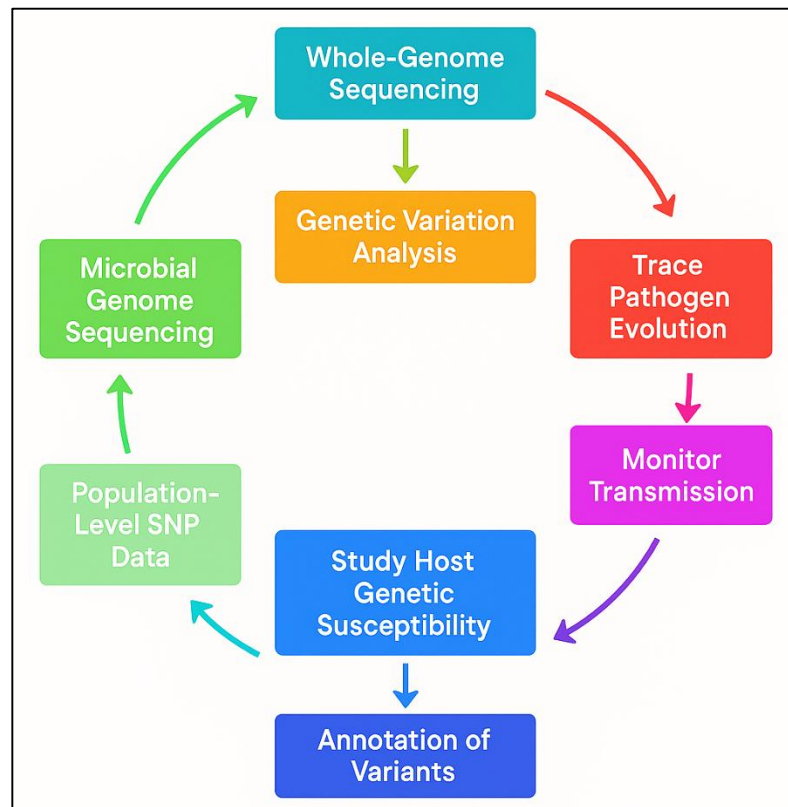 Whole-Genome
Sequencing
Genetic Variation
Analysis
Trace
Pathogen
Evolution
Monitor
Transmission
Study Host
Genetic
Susceptibility
Annotation of
Variants
Population-
Level SNP
Data
Microbial
Genome
Sequencing